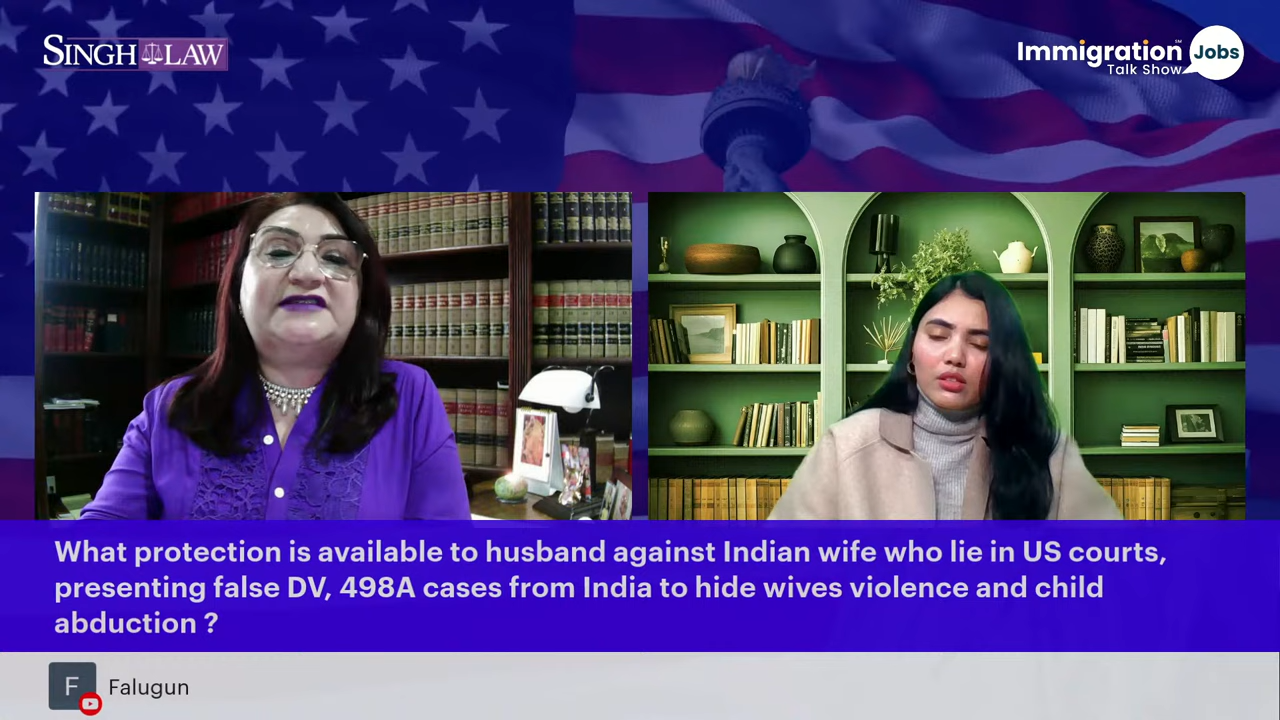 SINGH LAW
Immigration Jobs
Talk Show
What protection is available to husband against Indian wife who lie in US courts,
presenting false DV, 498A cases from India to hide wives violence and child
abduction ?
F
Falugun